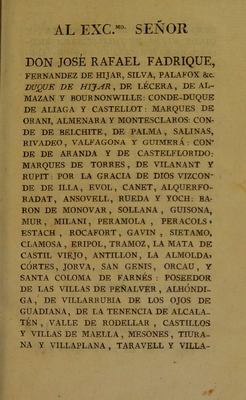 AL EXC.MO. SEÑOR
DON JOSÉ RAFAEL FADRIQUE,
FERNANDEZ DE HIJAR, SILVA, PALAFOX &c.
DUQUE DE HIJAR, DE LÉCERA, DE AL-
MAZAN Y BOURNONWILLE: CONDE-DUQUE
DE ALIAGA Y CASTELLOT: MARQUES DE
ORANI, ALMENARA Y MONTESCLAROS: CON-
DE DE BELCHITE, DE PALMA, SALINAS,
RIVADEO, VALFAGONA Y GUIMERÁ: CON-
DE DE ARANDA Y DE CASTELFLORIDO:
MARQUES DE TORRES, DE VILANANT Y
RUPIT: POR LA GRACIA DE DIOS VIZCON-
DE DE ILLA, EVOL, CANET, ALQUERFO-
RADAT, ANSOVELL, RUEDA Y YOCH: BA-
RON DE MONOVAR, SOLLANA, GUISONA,
MUR, MILANI, PERAMOLA, PERACOLS,
ESTACH, ROCAFORT, GAVIN, SIETAMO,
CLAMOSA, ERIPOL, TRAMOZ, LA MATA DE
CASTIL VIEJO, ANTILLON, LA ALMOLDA,
CÓRTES, JORVA, SAN GENIS, ORCAU, Y
SANTA COLOMA DE FARNÉS: POSEEDOR
DE LAS VILLAS DE PEÑALVER, ALHÓNDI-
GA, DE VILLARRUBIA DE LOS OJOS DE
GUADIANA, DE LA TENENCIA DE ALCALA-
TÉN, VALLE DE RODELLAR, CASTILLOS
Y VILLAS DE MAELLA, MESONES, TIURA-
NA Y VILLAPLANA, TARAVELL Y VILLA-